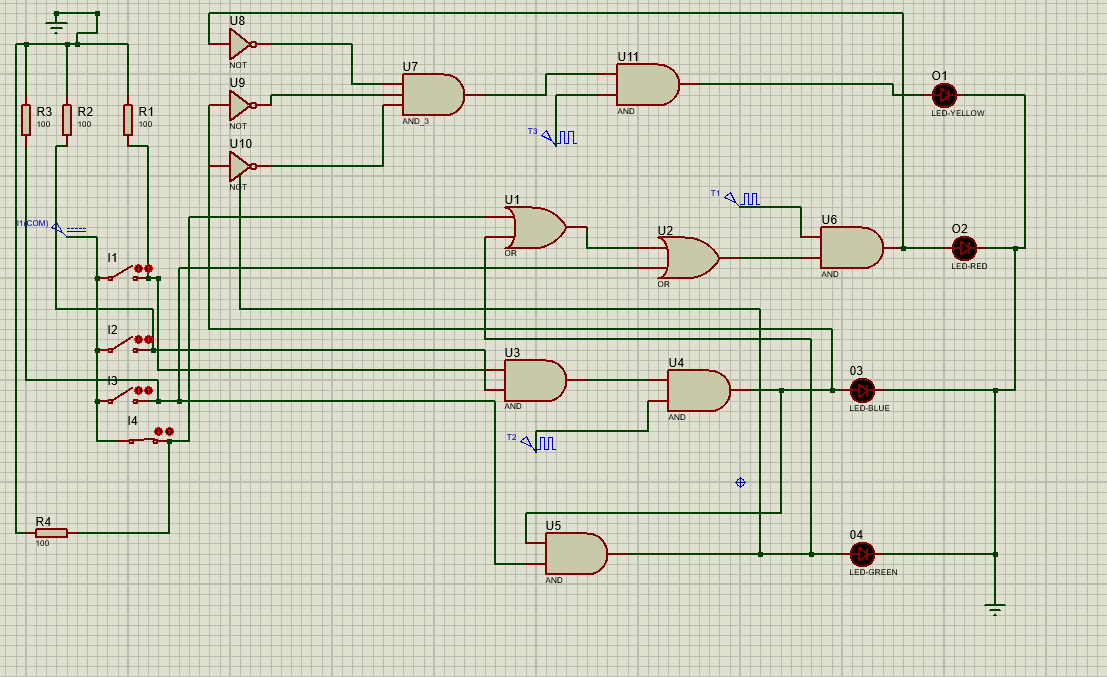 U8
NOT
U9
NOT
U10
NOT
U7
AND_3
U11
AND
T3
O1
LED-YELLOW
R3
100
R2
100
R1
100
I1(COM)
U1
OR
U2
OR
T1
U6
AND
O2
LED-RED
I1
I2
I3
I4
U3
AND
U4
AND
T2
03
LED-BLUE
R4
100
U5
AND
04
LED-GREEN